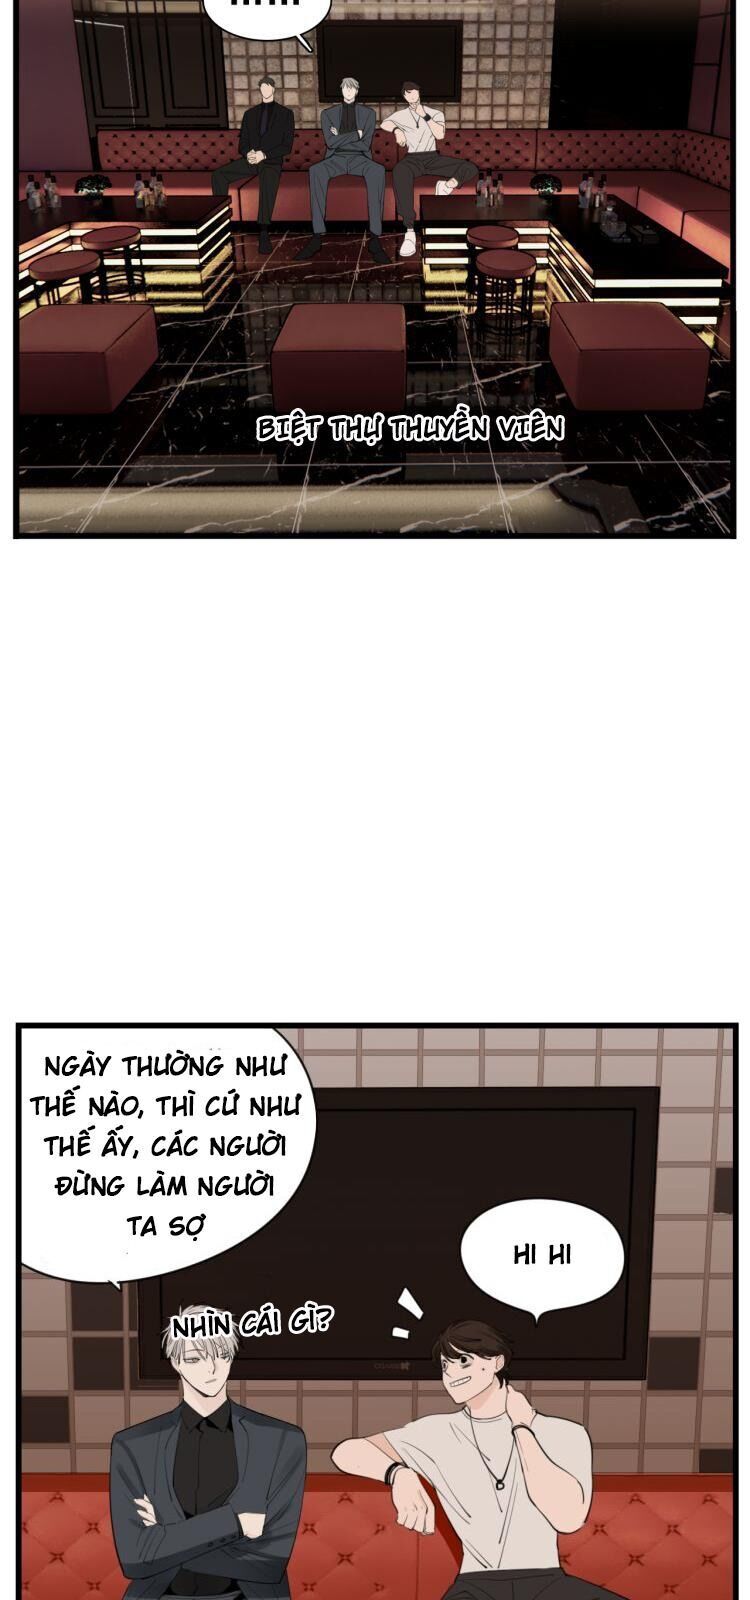 BIỆT THỰ THUYỀN VIÊN
NGÀY THƯỜNG NHƯ
THẾ NÀO, THÌ CỨ NHƯ
THẾ ẤY, CÁC NGƯỜI
ĐỪNG LÀM NGƯỜI
TA SỢ
HI HI
NHÌN CÁI GÌ?